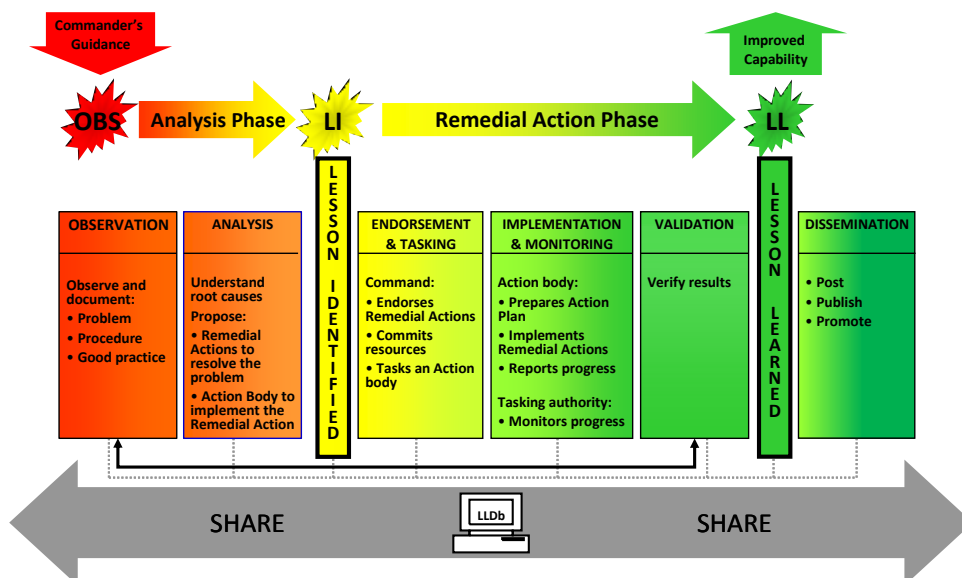 Commander's
Guidance
Improved
Capability
OBS
Analysis Phase
LI
Remedial Action Phase
LL
OBSERVATION
Observe and
document:
• Problem
• Procedure
• Good practice
ANALYSIS
Understand
root causes
Propose:
• Remedial
Actions to
resolve the
problem
• Action Body to
implement the
Remedial Action
LESSON IDENTIFIED
ENDORSEMENT
& TASKING
Command:
• Endorses
Remedial Actions
• Commits
resources
• Tasks an Action
body
IMPLEMENTATION
& MONITORING
Action body:
• Prepares Action
Plan
• Implements
Remedial Actions
• Reports progress
Tasking authority:
• Monitors progress
VALIDATION
Verify results
LESSON LEARNED
DISSEMINATION
• Post
• Publish
• Promote
SHARE
LLDb
SHARE